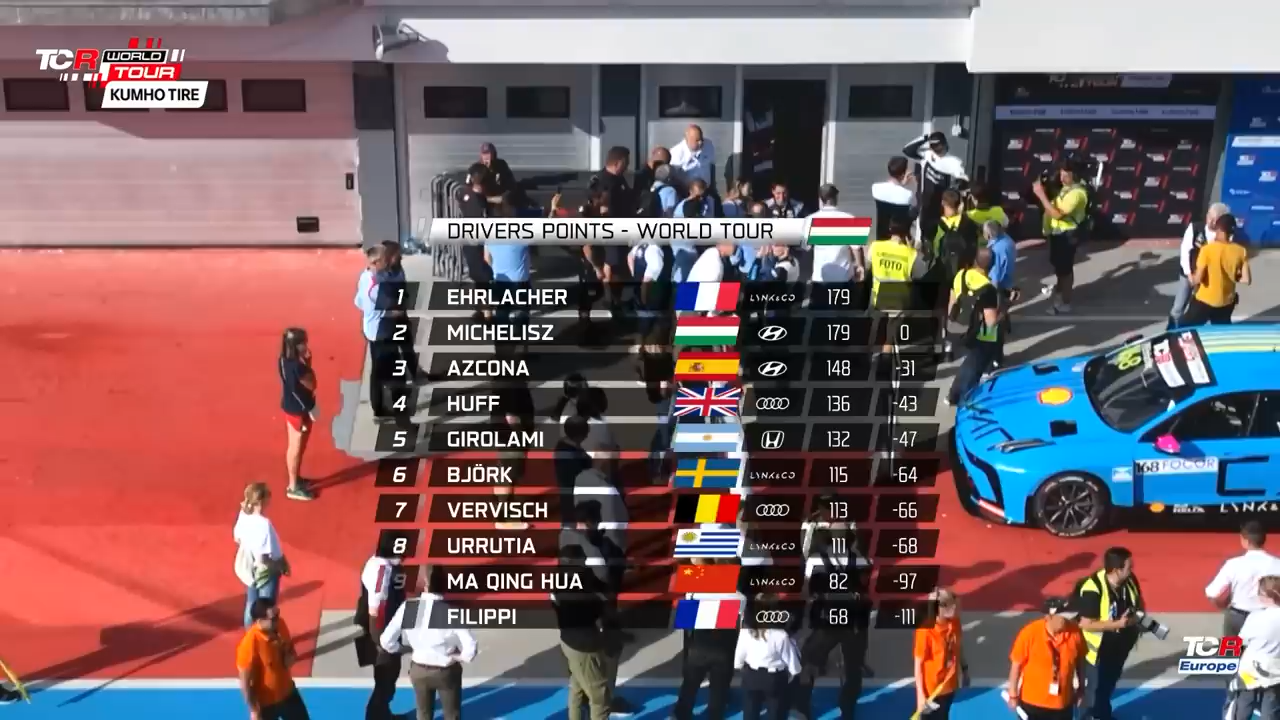 TCR WORLD
TOUR
KUMHO TIRE
DRIVERS POINTS - WORLD TOUR
1 EHRLACHER LYNK&CO 179
2 MICHELISZ 179 0
3 AZCONA 148 -31
4 HUFF 136 -43
5 GIROLAMI 132 -47
6 BJÖRK LYNK&CO 115 -64
7 VERVISCH 113 -66
8 URRUTIA LYNK&CO 111 -68
9 MA QING HUA LYNK&CO 82 -97
FILIPPI 68 -111
FOTO
168 FOCOR
TCR
Europe